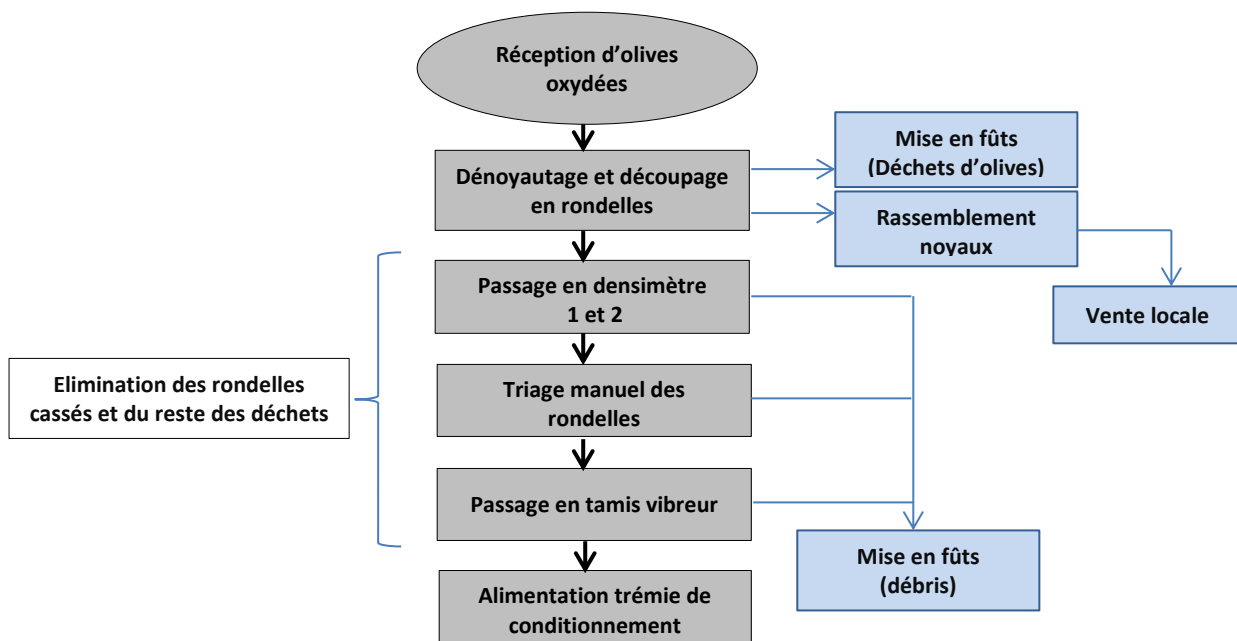 Réception d’olives
oxydées
Mise en fûts
(Déchets d’olives)
Dénoyautage et découpage
en rondelles
Rassemblement
noyaux
Passage en densimètre
1 et 2
Vente locale
Elimination des rondelles
cassés et du reste des déchets
Triage manuel des
rondelles
Passage en tamis vibreur
Mise en fûts
(débris)
Alimentation trémie de
conditionnement